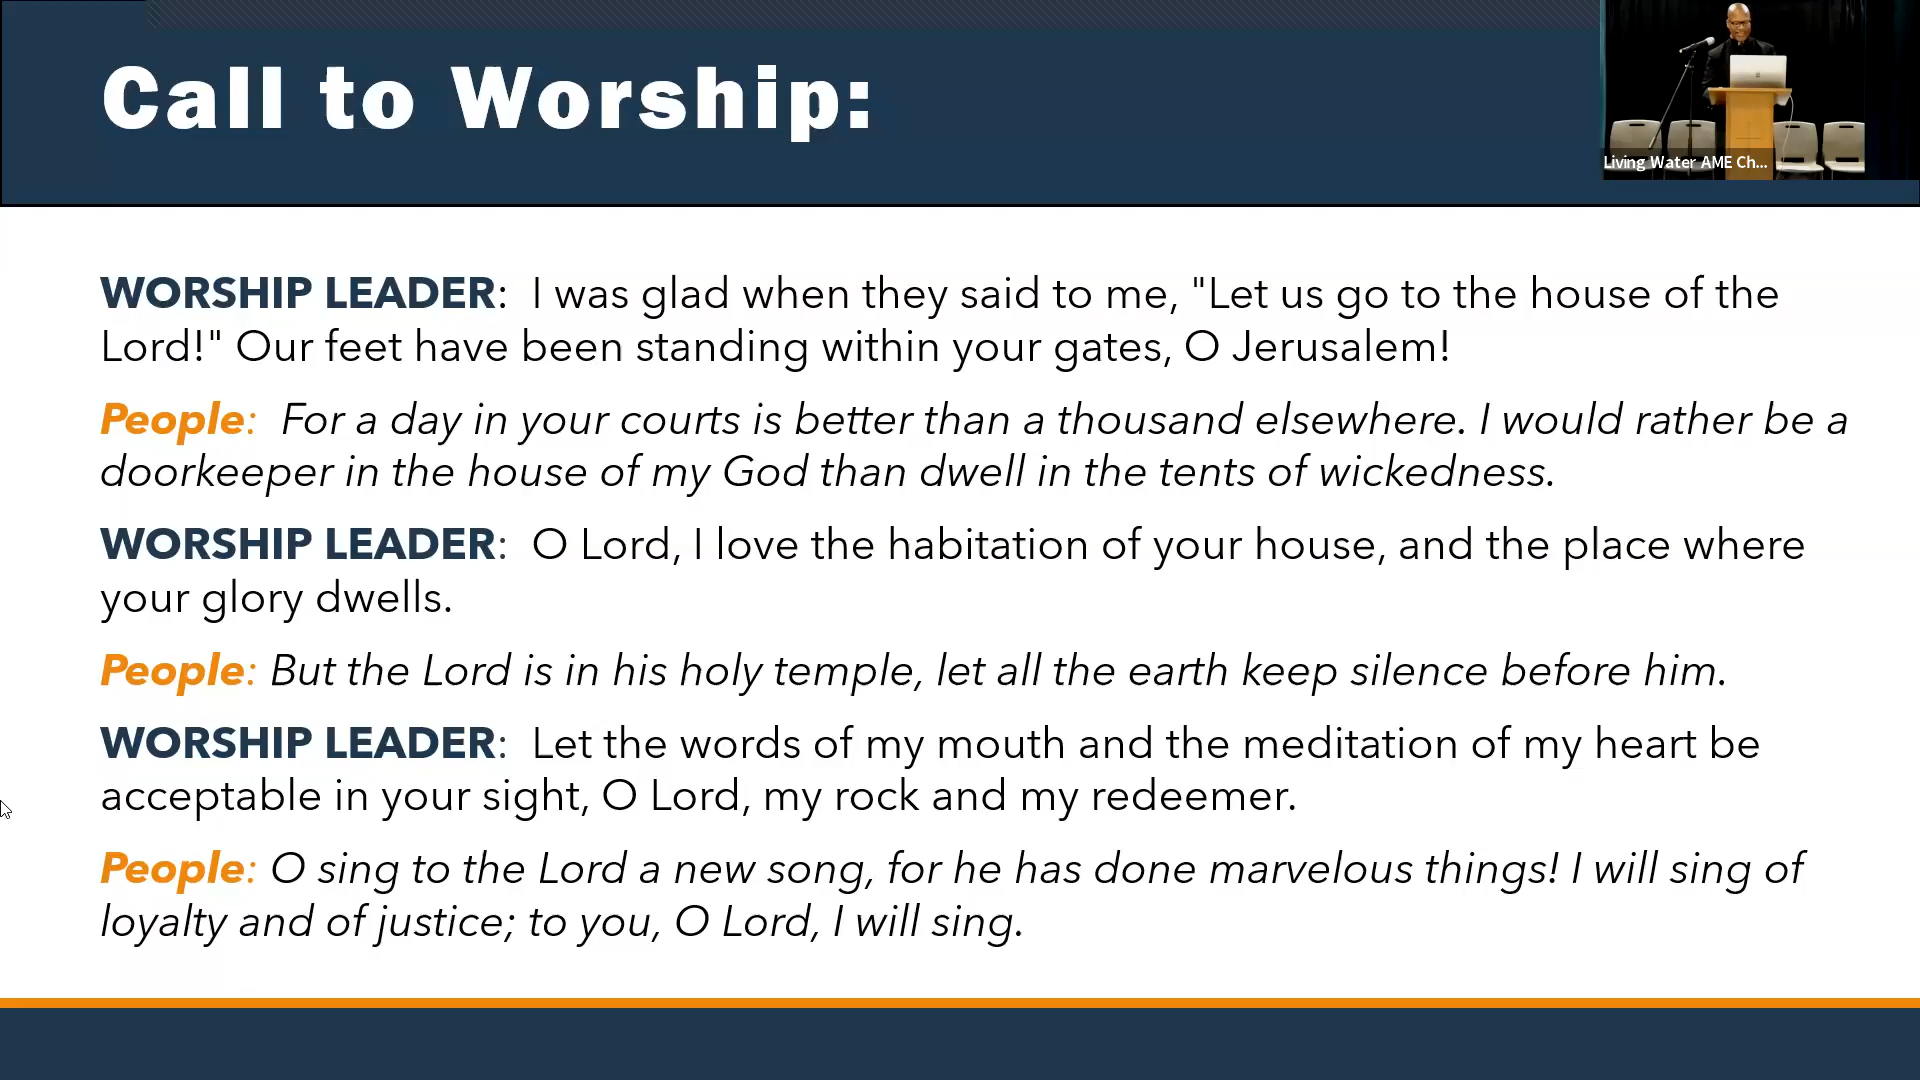 Call to Worship:
Living Water AME Ch...
WORSHIP LEADER:  I was glad when they said to me, "Let us go to the house of the
Lord!" Our feet have been standing within your gates, O Jerusalem!
People:  For a day in your courts is better than a thousand elsewhere. I would rather be a
doorkeeper in the house of my God than dwell in the tents of wickedness.
WORSHIP LEADER:  O Lord, I love the habitation of your house, and the place where
your glory dwells.
People: But the Lord is in his holy temple, let all the earth keep silence before him.
WORSHIP LEADER:  Let the words of my mouth and the meditation of my heart be
acceptable in your sight, O Lord, my rock and my redeemer.
People: O sing to the Lord a new song, for he has done marvelous things! I will sing of
loyalty and of justice; to you, O Lord, I will sing.